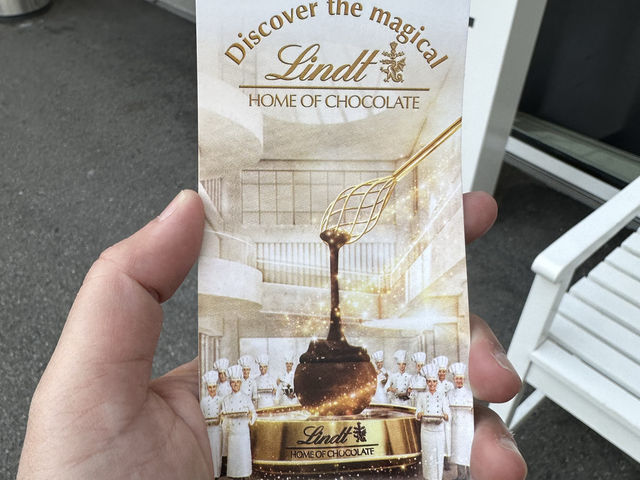 Discover the magical
Lindt
HOME OF CHOCOLATE
Lindt
HOME OF CHOCOLATE